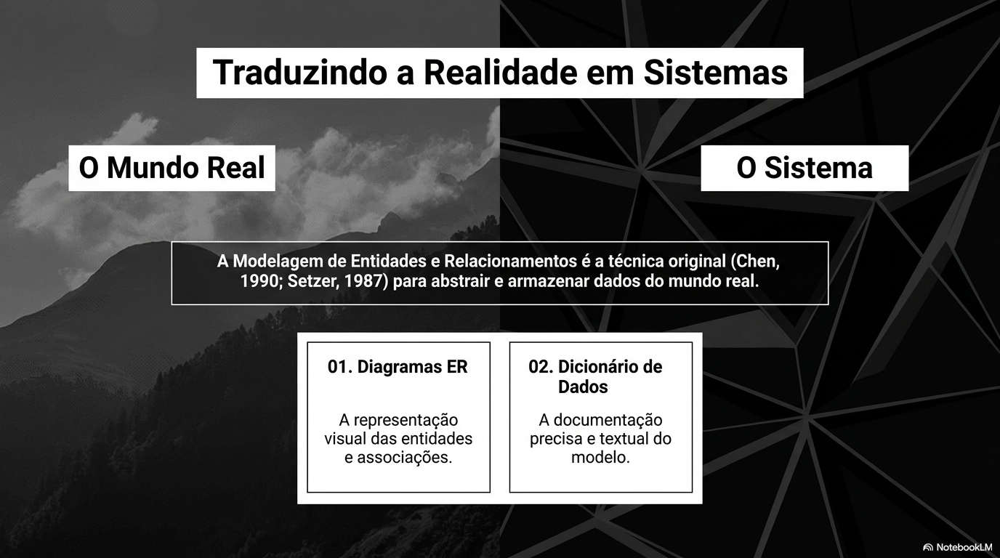 Traduzindo a Realidade em Sistemas
O Mundo Real
O Sistema
A Modelagem de Entidades e Relacionamentos é a técnica original (Chen,
1990; Setzer, 1987) para abstrair e armazenar dados do mundo real.
01. Diagramas ER
A representação
visual das entidades
e associações.
02. Dicionário de
Dados
A documentação
precisa e textual do
modelo.
NotebookLM